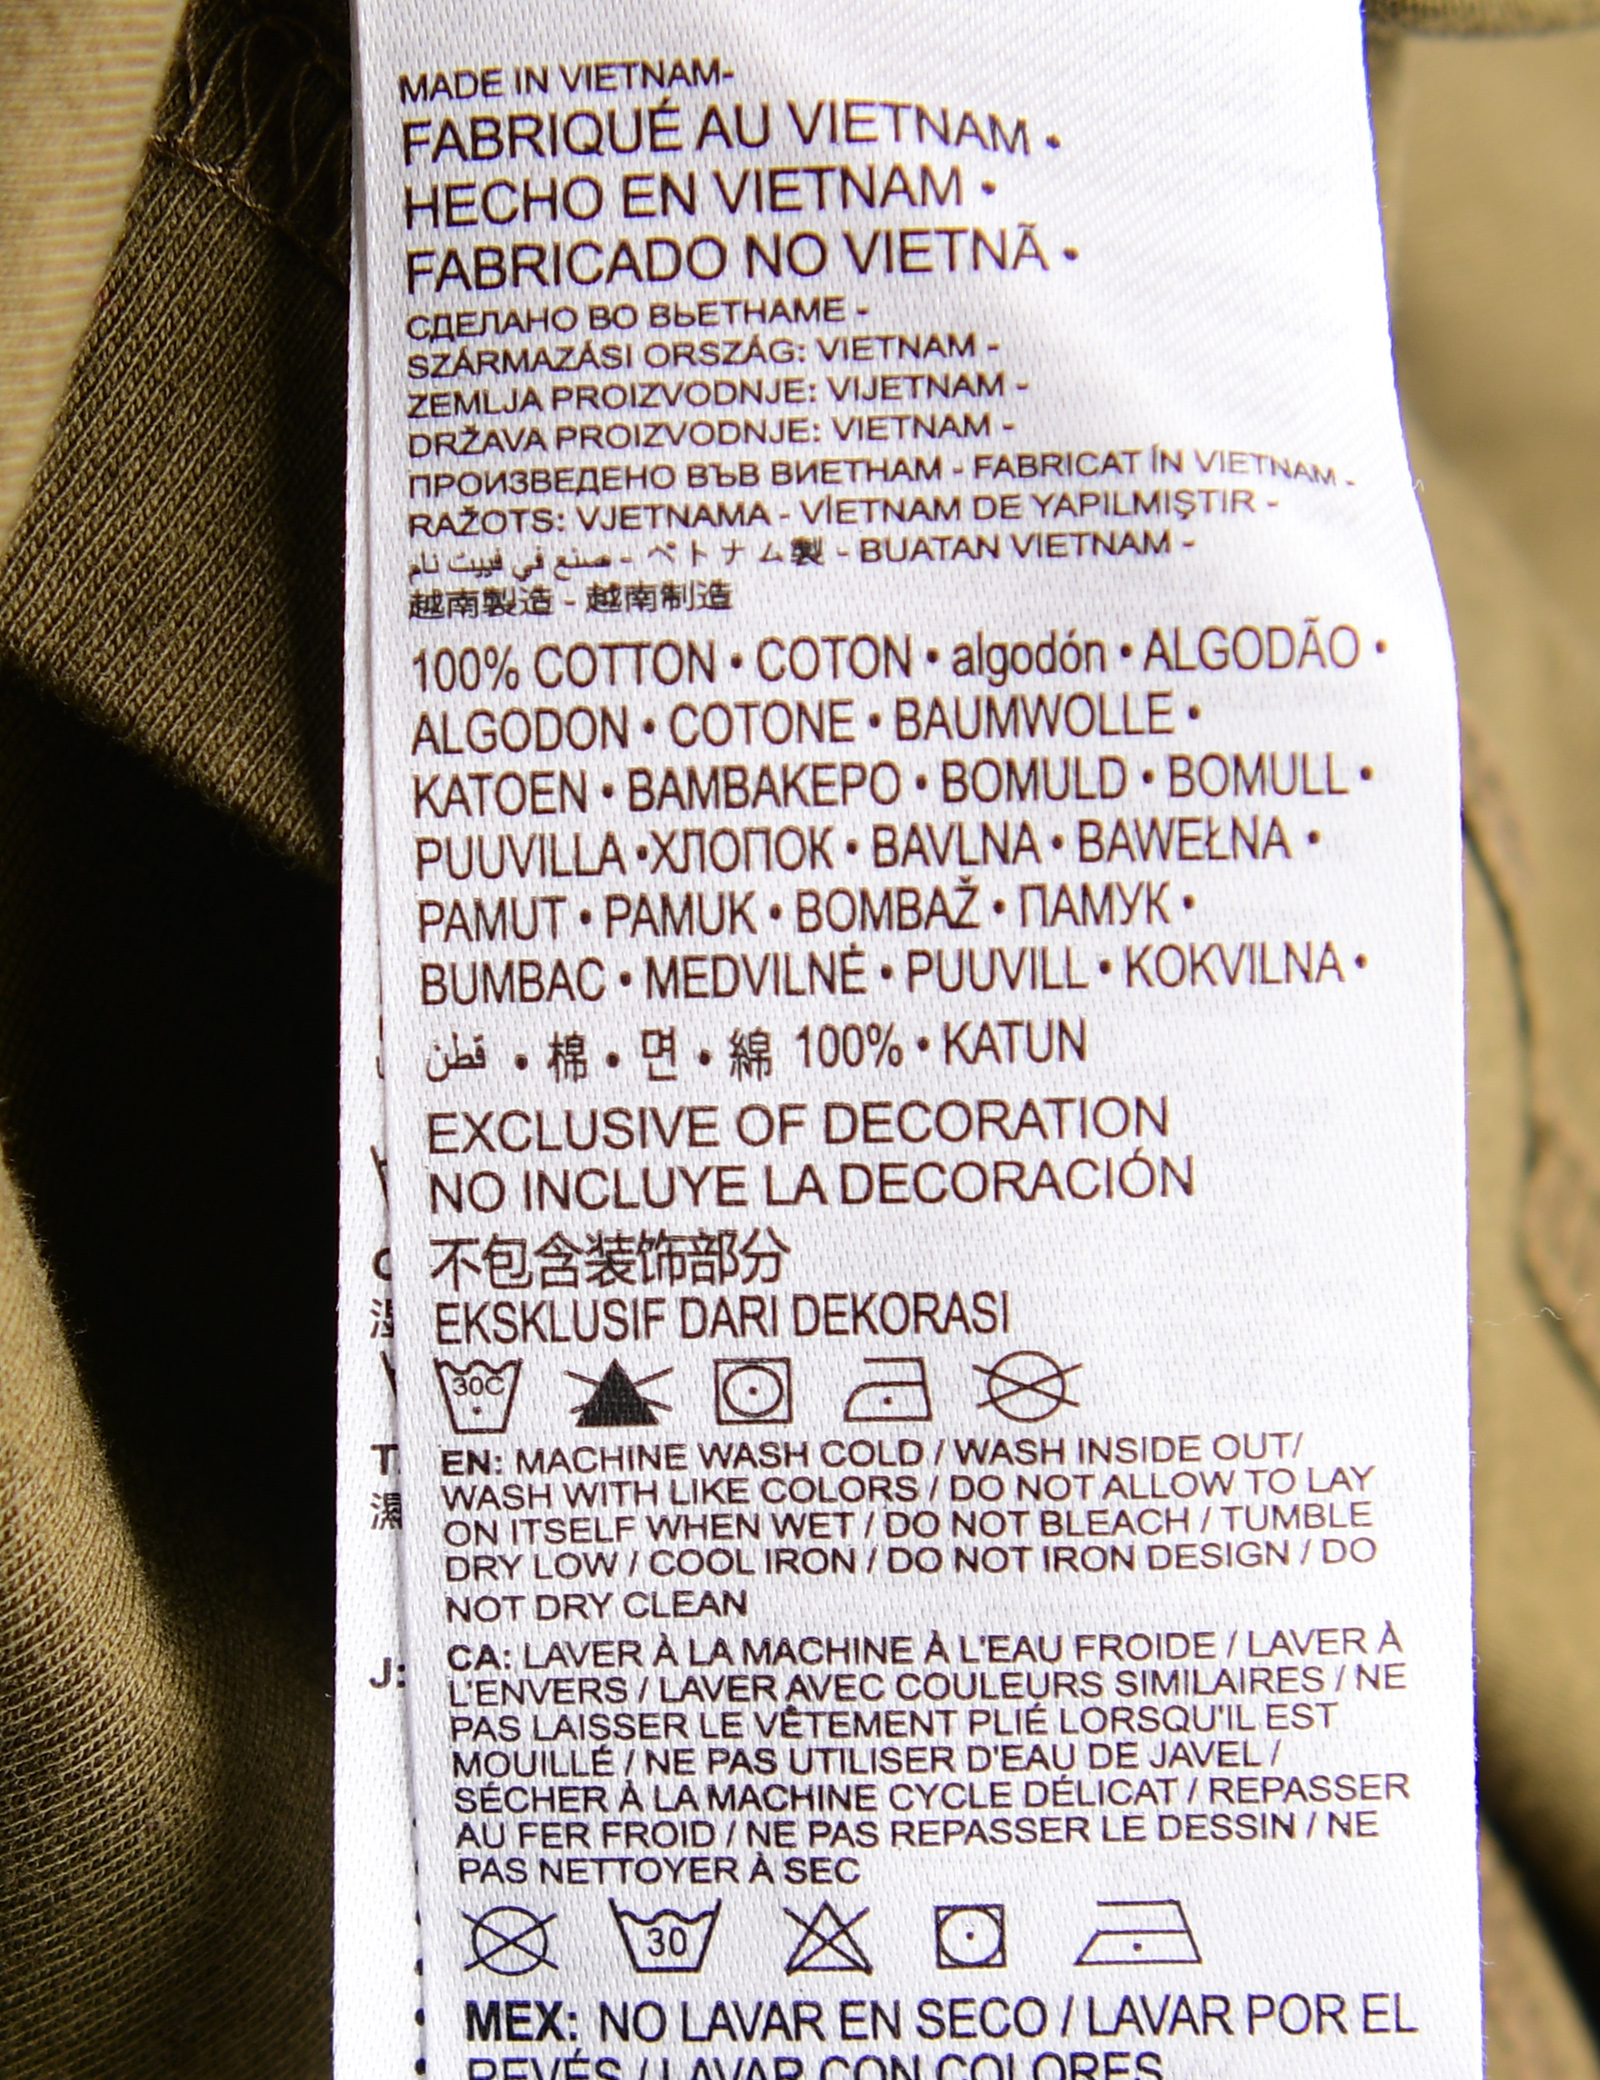 MADE IN VIETNAM-
FABRIQUÉ AU VIETNAM •
HECHO EN VIETNAM •
FABRICADO NO VIETNÃ •
СДЕЛАНО ВО ВЬЕТНАМЕ -
SZÁRMAZÁSI ORSZÁG: VIETNAM -
ZEMLJA PROIZVODNJE: VIJETNAM -
DRŽAVA PROIZVODNJE: VIETNAM -
ПРОИЗВЕДЕНО ВЪВ ВИЕТНАМ - FABRICAT ÎN VIETNAM -
RAŽOTS: VJETNAMA - VİETNAM DE YAPILMIŞTIR -
صنع في فييت نام - ベトナム製 - BUATAN VIETNAM -
越南製造 - 越南制造
100% COTTON • COTON • algodón • ALGODÃO •
ALGODON • COTONE • BAUMWOLLE •
KATOEN • ΒΑΜΒΑΚΕΡΟ • BOMULD • BOMULL •
PUUVILLA •ХЛОПОК • BAVLNA • BAWEŁNA •
PAMUT • PAMUK • BOMBAŽ • ПАМУК •
BUMBAC • MEDVILNĖ • PUUVILL • KOKVILNA •
قطن • 棉 • 면 • 綿 100% • KATUN
EXCLUSIVE OF DECORATION
NO INCLUYE LA DECORACIÓN
不包含装饰部分
EKSKLUSIF DARI DEKORASI
30C
EN: MACHINE WASH COLD / WASH INSIDE OUT/
WASH WITH LIKE COLORS / DO NOT ALLOW TO LAY
ON ITSELF WHEN WET / DO NOT BLEACH / TUMBLE
DRY LOW / COOL IRON / DO NOT IRON DESIGN / DO
NOT DRY CLEAN
CA: LAVER À LA MACHINE À L'EAU FROIDE / LAVER À
L'ENVERS / LAVER AVEC COULEURS SIMILAIRES / NE
PAS LAISSER LE VÊTEMENT PLIÉ LORSQU'IL EST
MOUILLÉ / NE PAS UTILISER D'EAU DE JAVEL /
SÉCHER À LA MACHINE CYCLE DÉLICAT / REPASSER
AU FER FROID / NE PAS REPASSER LE DESSIN / NE
PAS NETTOYER À SEC
30
MEX: NO LAVAR EN SECO / LAVAR POR EL
REVÉS / LAVAR CON COLORES